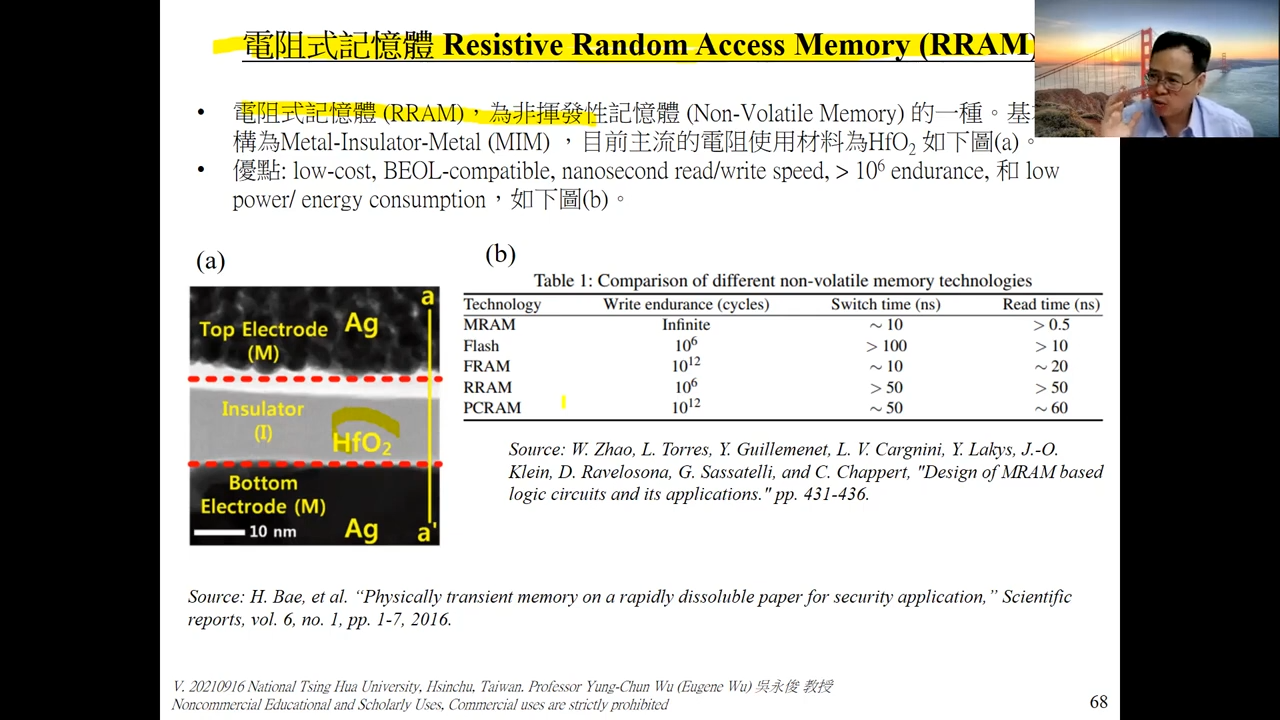 電阻式記憶體 Resistive Random Access Memory (RRAM)
• 電阻式記憶體 (RRAM)，為非揮發性記憶體 (Non-Volatile Memory) 的一種。基
構為Metal-Insulator-Metal (MIM) ，目前主流的電阻使用材料為HfO2 如下圖(a)。
• 優點: low-cost, BEOL-compatible, nanosecond read/write speed, > 10^6 endurance, 和 low
power/ energy consumption，如下圖(b)。
(a)
Top Electrode Ag
(M)
a
Insulator
(I)
HfO2
Bottom
Electrode (M)
10 nm Ag a'
(b)
Table 1: Comparison of different non-volatile memory technologies
Technology Write endurance (cycles) Switch time (ns) Read time (ns)
MRAM Infinite ∼ 10 > 0.5
Flash 10^6 > 100 > 10
FRAM 10^12 ∼ 10 ∼ 20
RRAM 10^6 > 50 > 50
PCRAM 10^12 ∼ 50 ∼ 60
Source: W. Zhao, L. Torres, Y. Guillemenet, L. V. Cargnini, Y. Lakys, J.-O.
Klein, D. Ravelosona, G. Sassatelli, and C. Chappert, "Design of MRAM based
logic circuits and its applications." pp. 431-436.
Source: H. Bae, et al. “Physically transient memory on a rapidly dissoluble paper for security application,” Scientific
reports, vol. 6, no. 1, pp. 1-7, 2016.
V. 20210916 National Tsing Hua University, Hsinchu, Taiwan. Professor Yung-Chun Wu (Eugene Wu) 吳永俊 教授
Noncommercial Educational and Scholarly Uses, Commercial uses are strictly prohibited
68